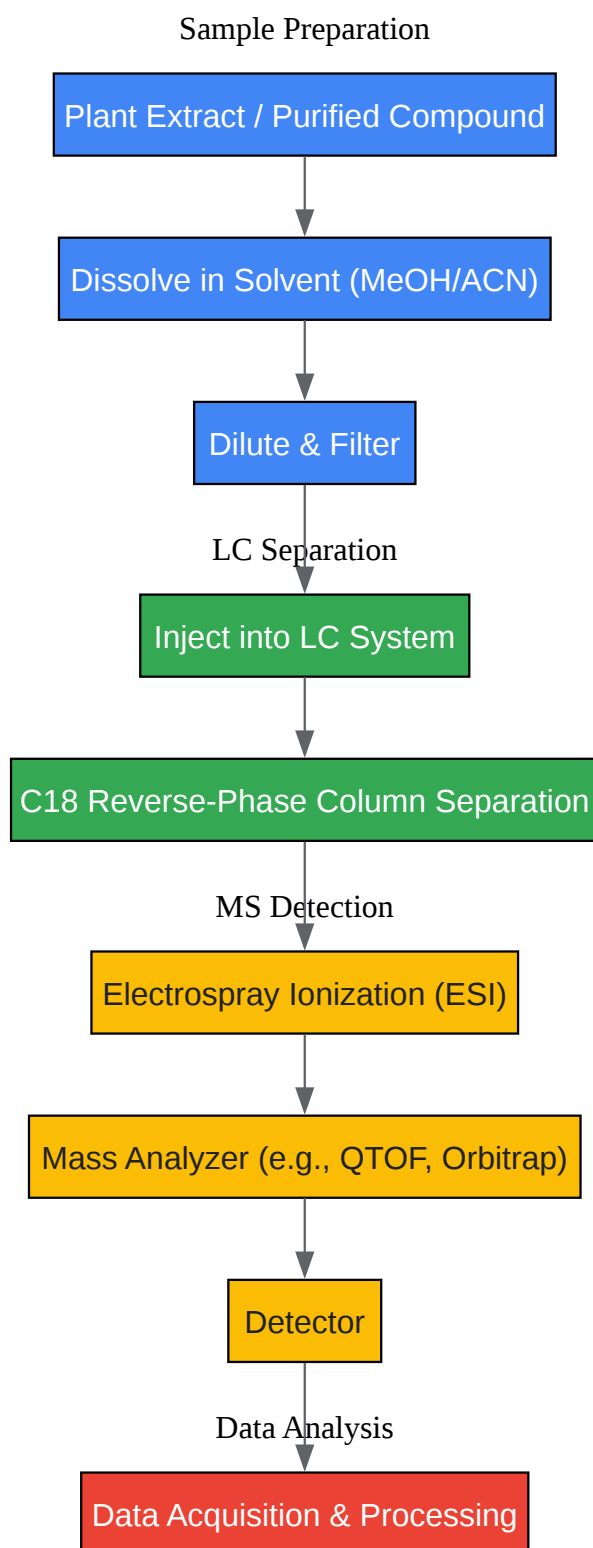 Sample Preparation
Plant Extract / Purified Compound
Dissolve in Solvent (MeOH/ACN)
Dilute & Filter
LC Separation
Inject into LC System
C18 Reverse-Phase Column Separation
MS Detection
Electrospray Ionization (ESI)
Mass Analyzer (e.g., QTOF, Orbitrap)
Detector
Data Analysis
Data Acquisition & Processing